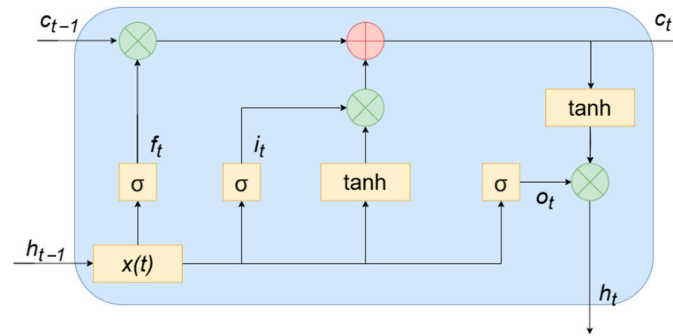 c_{t-1} c_t
tanh
f_t i_t
σ σ tanh σ
o_t
h_{t-1} x(t)
h_t